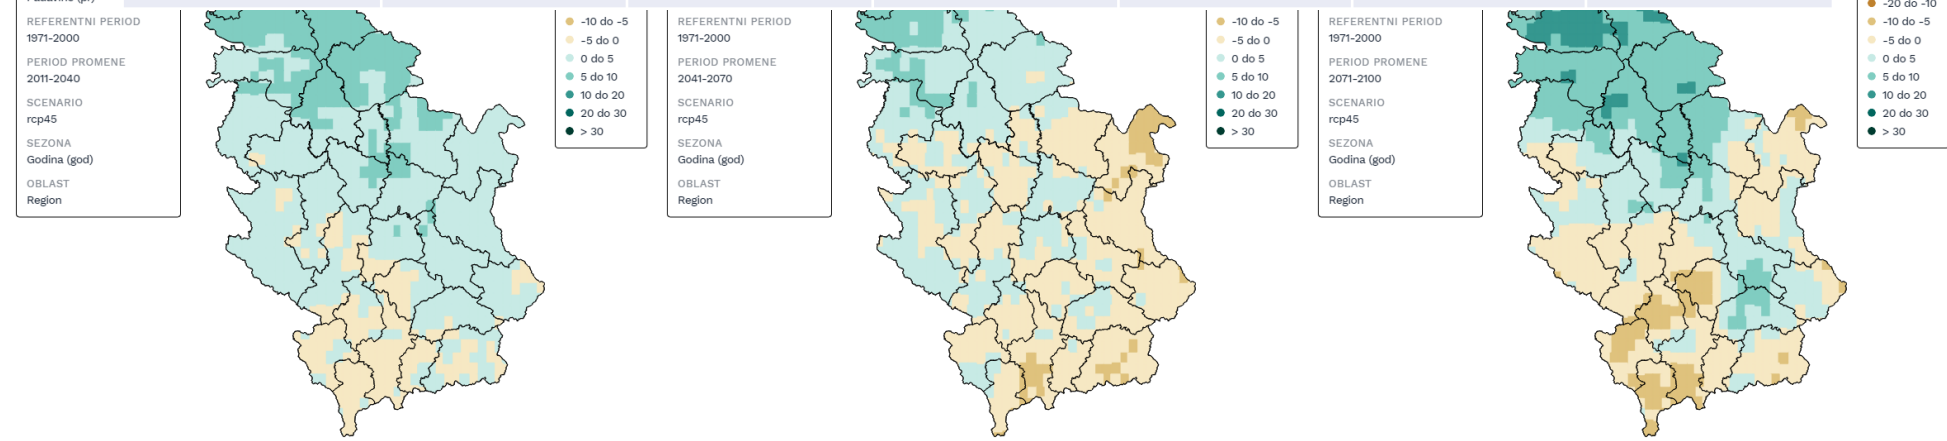 REFERENTNI PERIOD
1971-2000
PERIOD PROMENE
2011-2040
SCENARIO
rcp45
SEZONA
Godina (god)
OBLAST
Region
-10 do -5
-5 do 0
0 do 5
5 do 10
10 do 20
20 do 30
> 30
REFERENTNI PERIOD
1971-2000
PERIOD PROMENE
2041-2070
SCENARIO
rcp45
SEZONA
Godina (god)
OBLAST
Region
-10 do -5
-5 do 0
0 do 5
5 do 10
10 do 20
20 do 30
> 30
REFERENTNI PERIOD
1971-2000
PERIOD PROMENE
2071-2100
SCENARIO
rcp45
SEZONA
Godina (god)
OBLAST
Region
-20 do -10
-10 do -5
-5 do 0
0 do 5
5 do 10
10 do 20
20 do 30
> 30